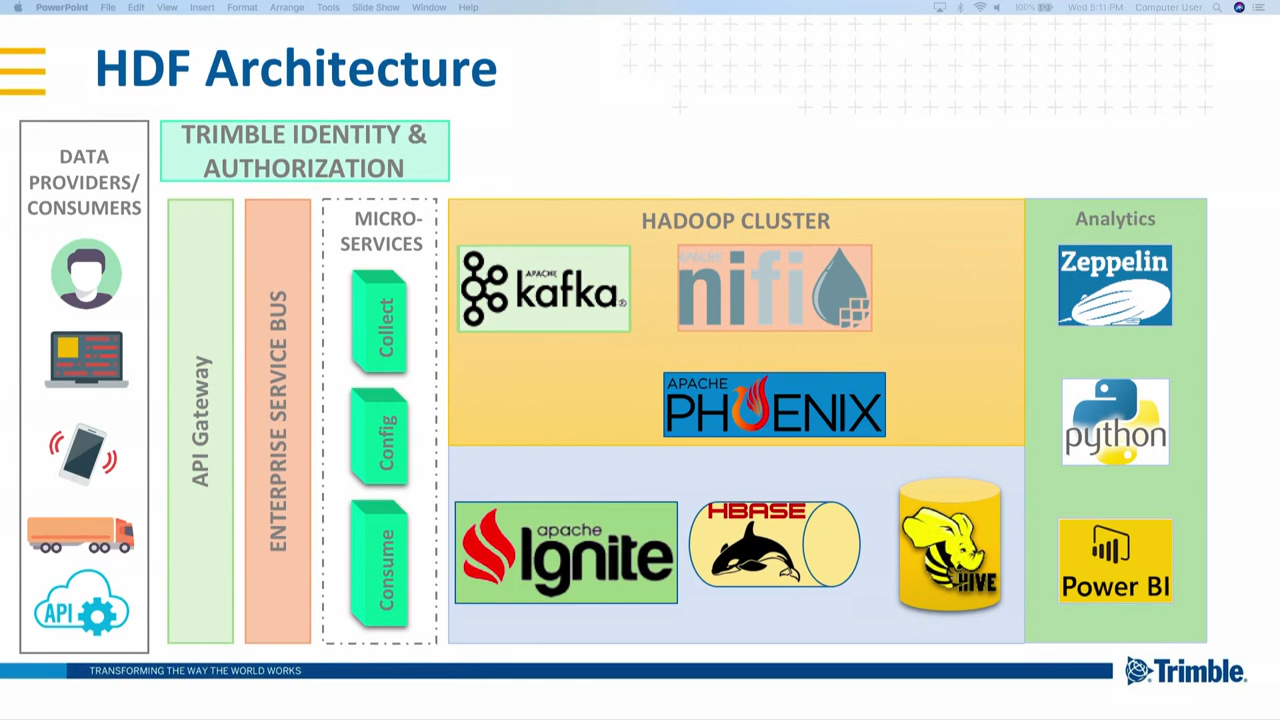 PowerPoint File Edit View Insert Format Arrange Tools Slide Show Window Help 100% Wed 5:11 PM Computer User
HDF Architecture
DATA
PROVIDERS/
CONSUMERS
API
TRIMBLE IDENTITY &
AUTHORIZATION
API Gateway
ENTERPRISE SERVICE BUS
MICRO-
SERVICES
Collect
Config
Consume
HADOOP CLUSTER
APACHE
kafka®
APACHE
nifi
APACHE
PHOENIX
apache
Ignite
HBASE
HIVE
Analytics
Zeppelin
python
Power BI
TRANSFORMING THE WAY THE WORLD WORKS
Trimble®